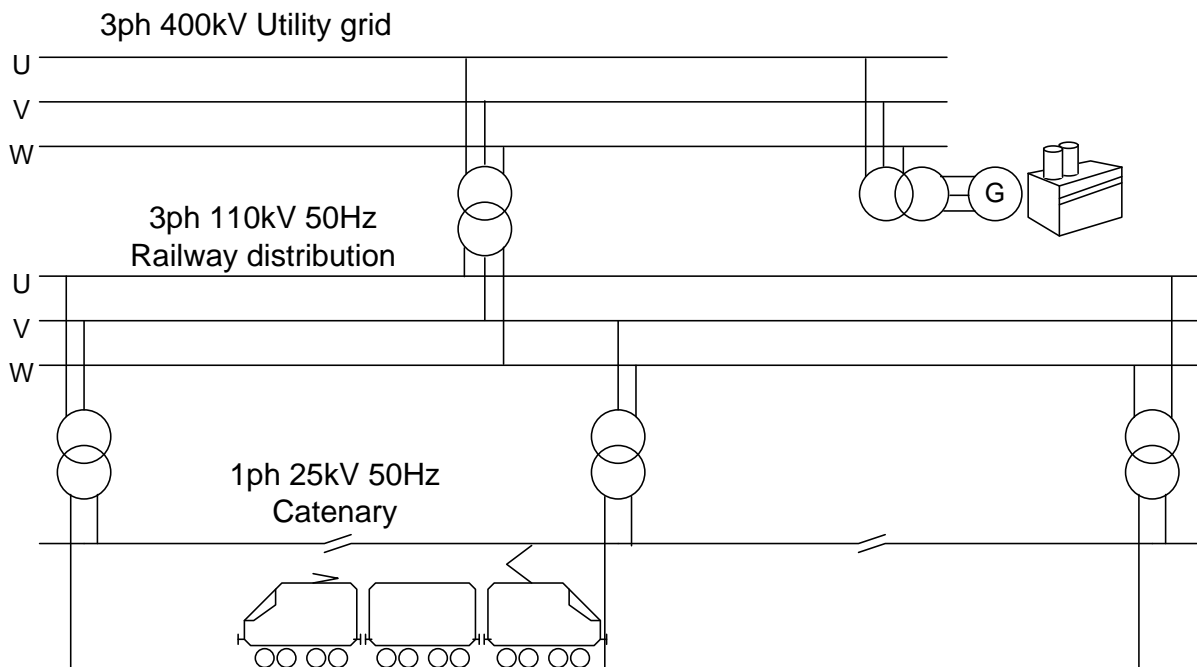 3ph 400kV Utility grid
U
V
W
G
3ph 110kV 50Hz
Railway distribution
U
V
W
1ph 25kV 50Hz
Catenary